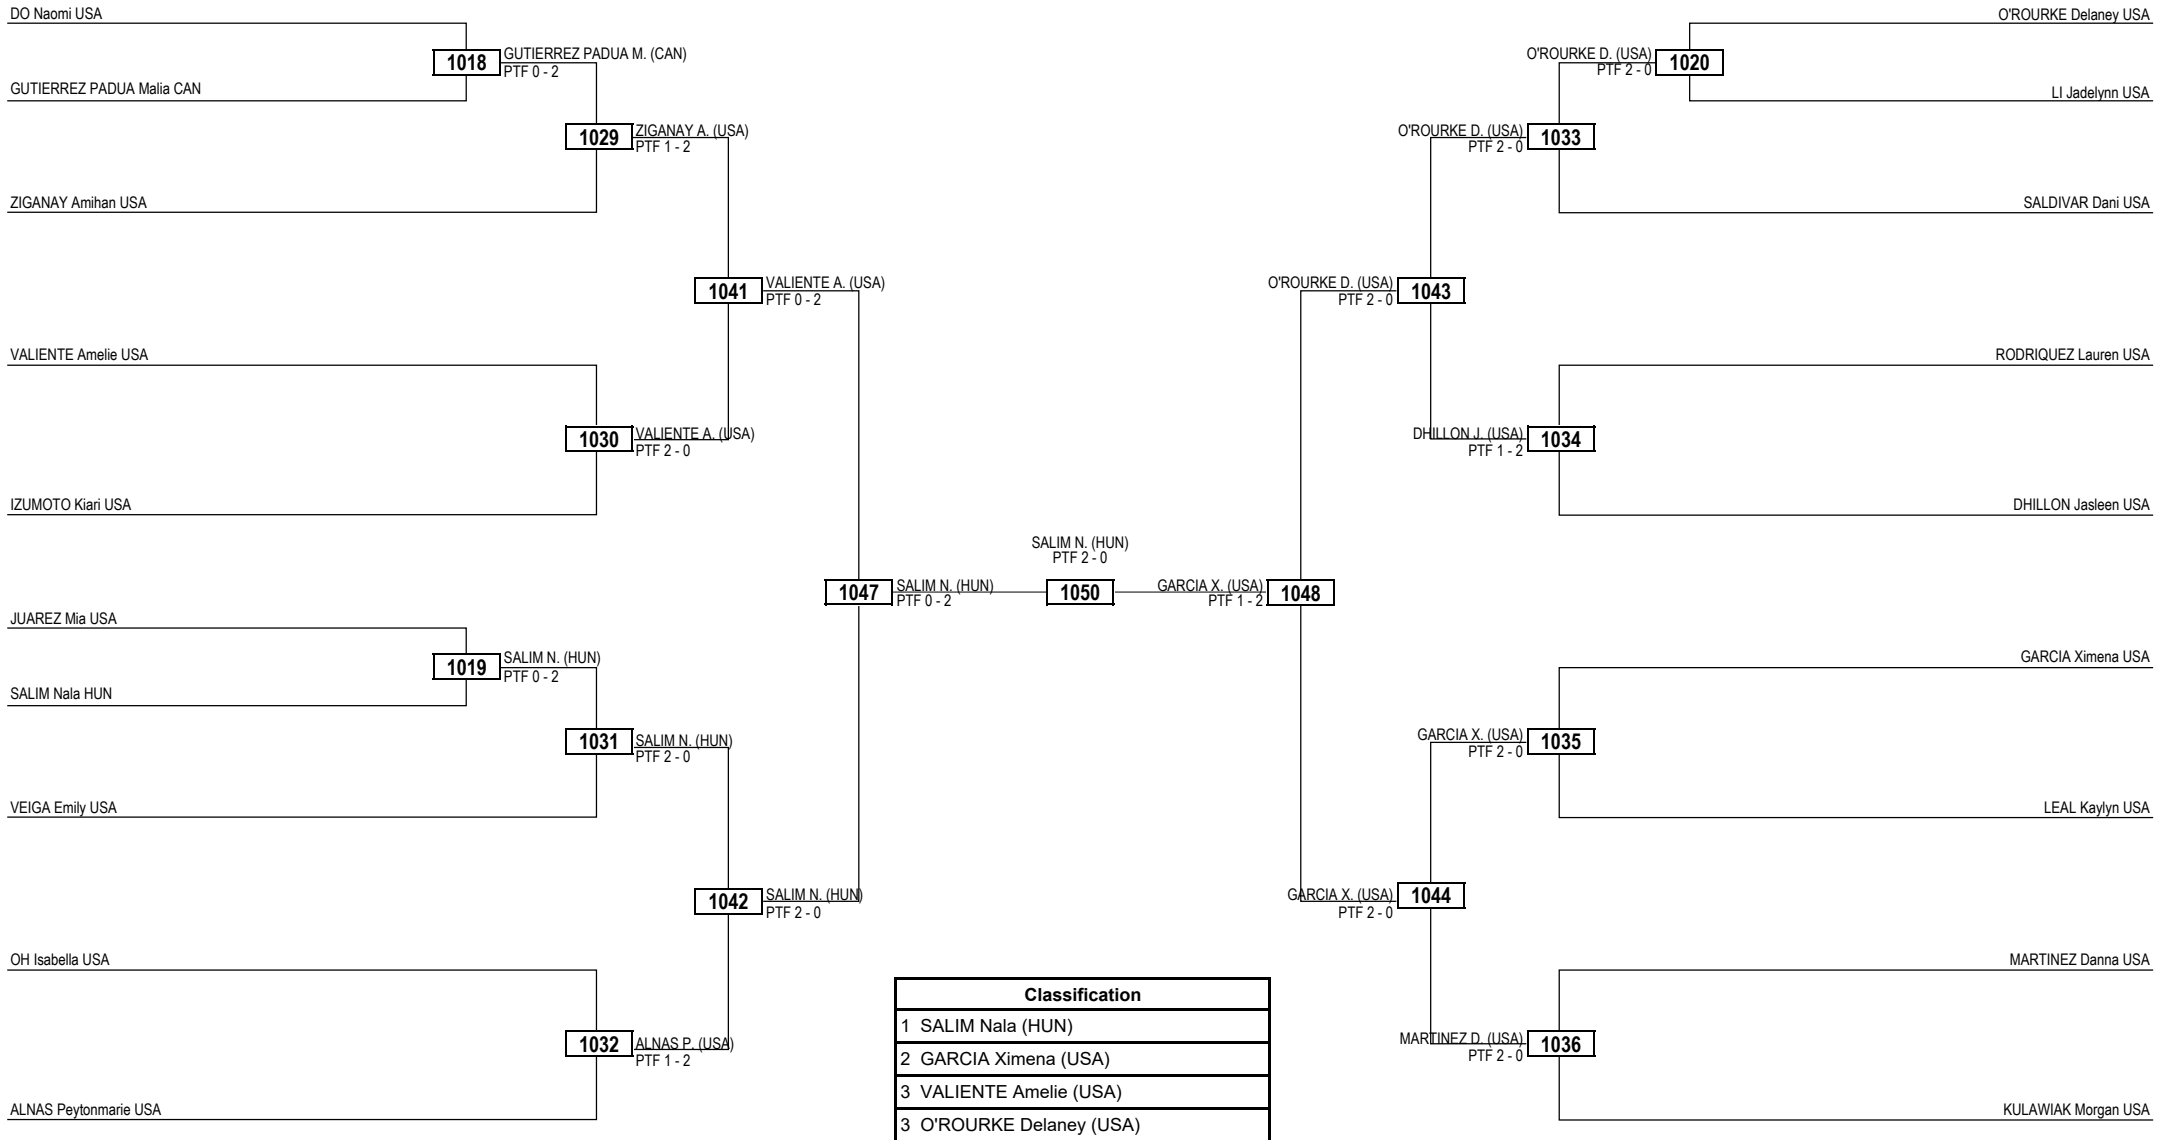 DO Naomi USA
1018
GUTIERREZ PADUA M. (CAN)
PTF 0 - 2
GUTIERREZ PADUA Malia CAN
1029
ZIGANAY A. (USA)
PTF 1 - 2
ZIGANAY Amihan USA
1041
VALIENTE A. (USA)
PTF 0 - 2
VALIENTE Amelie USA
1030
VALIENTE A. (USA)
PTF 2 - 0
IZUMOTO Kiari USA
1047
SALIM N. (HUN)
PTF 0 - 2
JUAREZ Mia USA
1019
SALIM N. (HUN)
PTF 0 - 2
SALIM Nala HUN
1031
SALIM N. (HUN)
PTF 2 - 0
VEIGA Emily USA
1042
SALIM N. (HUN)
PTF 2 - 0
OH Isabella USA
1032
ALNAS P. (USA)
PTF 1 - 2
ALNAS Peytonmarie USA
SALIM N. (HUN)
PTF 2 - 0
1050
O'ROURKE Delaney USA
O'ROURKE D. (USA)
PTF 2 - 0
1020
LI Jadelynn USA
O'ROURKE D. (USA)
PTF 2 - 0
1033
SALDIVAR Dani USA
O'ROURKE D. (USA)
PTF 2 - 0
1043
RODRIQUEZ Lauren USA
DHILLON J. (USA)
PTF 1 - 2
1034
DHILLON Jasleen USA
GARCIA X. (USA)
PTF 1 - 2
1048
GARCIA Ximena USA
GARCIA X. (USA)
PTF 2 - 0
1035
LEAL Kaylyn USA
GARCIA X. (USA)
PTF 2 - 0
1044
MARTINEZ Danna USA
MARTINEZ D. (USA)
PTF 2 - 0
1036
KULAWIAK Morgan USA
Classification
1 SALIM Nala (HUN)
2 GARCIA Ximena (USA)
3 VALIENTE Amelie (USA)
3 O'ROURKE Delaney (USA)